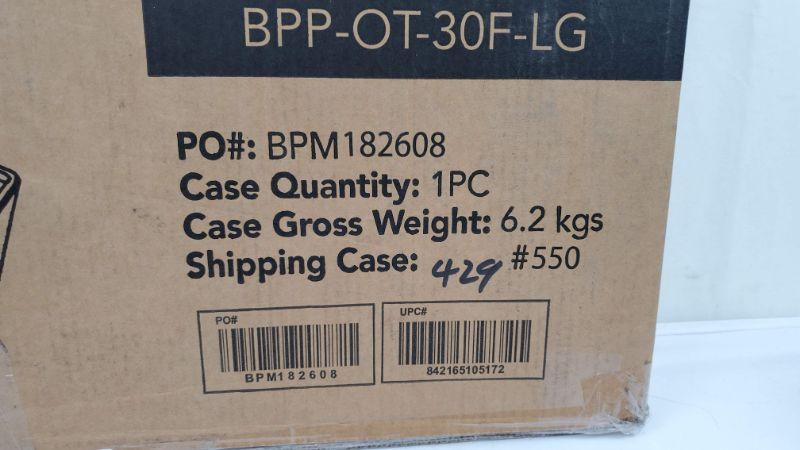 BPP-OT-30F-LG
PO#: BPM182608
Case Quantity: 1PC
Case Gross Weight: 6.2 kgs
Shipping Case: 429 #550
PO#
BPM182608
UPC#
842165105172